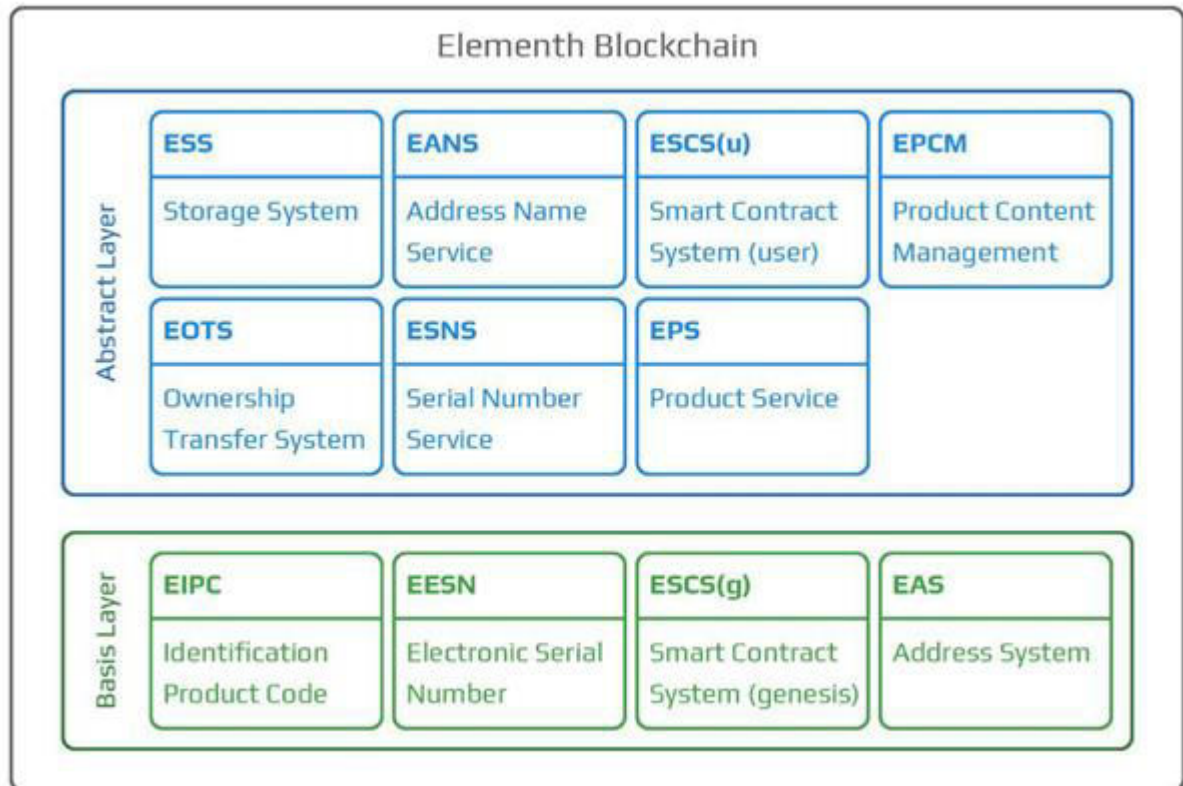 Elementh Blockchain
Abstract Layer
ESS
Storage System
EANS
Address Name
Service
ESCS(u)
Smart Contract
System (user)
EPCM
Product Content
Management
EOTS
Ownership
Transfer System
ESNS
Serial Number
Service
EPS
Product Service
Basis Layer
EIPC
Identification
Product Code
EESN
Electronic Serial
Number
ESCS(g)
Smart Contract
System (genesis)
EAS
Address System